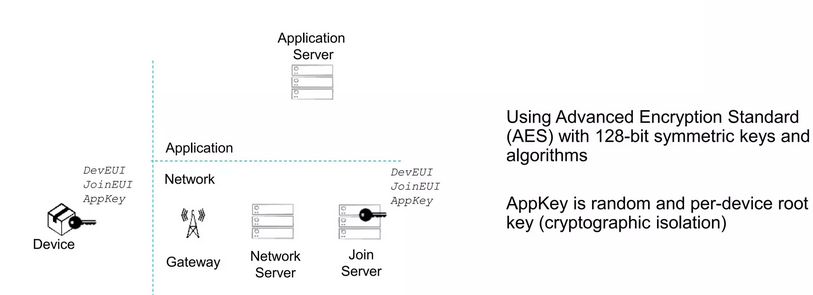 Application
Server
Using Advanced Encryption Standard
(AES) with 128-bit symmetric keys and
algorithms
AppKey is random and per-device root
key (cryptographic isolation)
Application
Network
DevEUI
JoinEUI
AppKey
Device
Gateway
Network
Server
DevEUI
JoinEUI
AppKey
Join
Server